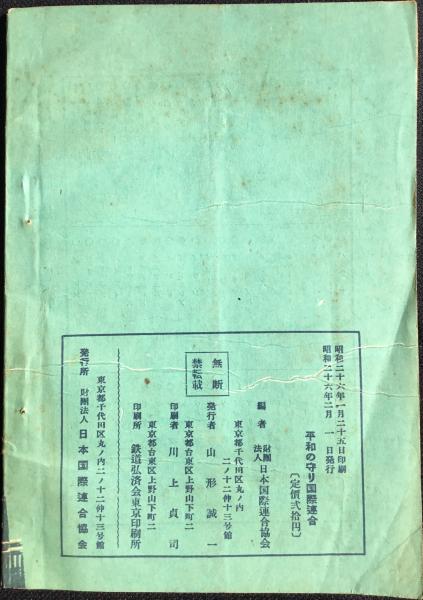 昭和二十六年一月二十五日印刷
昭和二十六年二月 一 日発行
平和の守り国際連合
〔定價弐拾円〕
編者 財團法人 日本国際連合協会
東京都千代田区丸ノ内
二ノ十二仲十三号館
発行者 山形誠一
東京都台東区上野山下町二
印刷者 川上貞司
東京都台東区上野山下町二
印刷所 鉄道弘済会東京印刷所
無断
禁転載
東京都千代田区丸ノ内二ノ十二仲十三号館
発行所 財團法人 日本国際連合協会